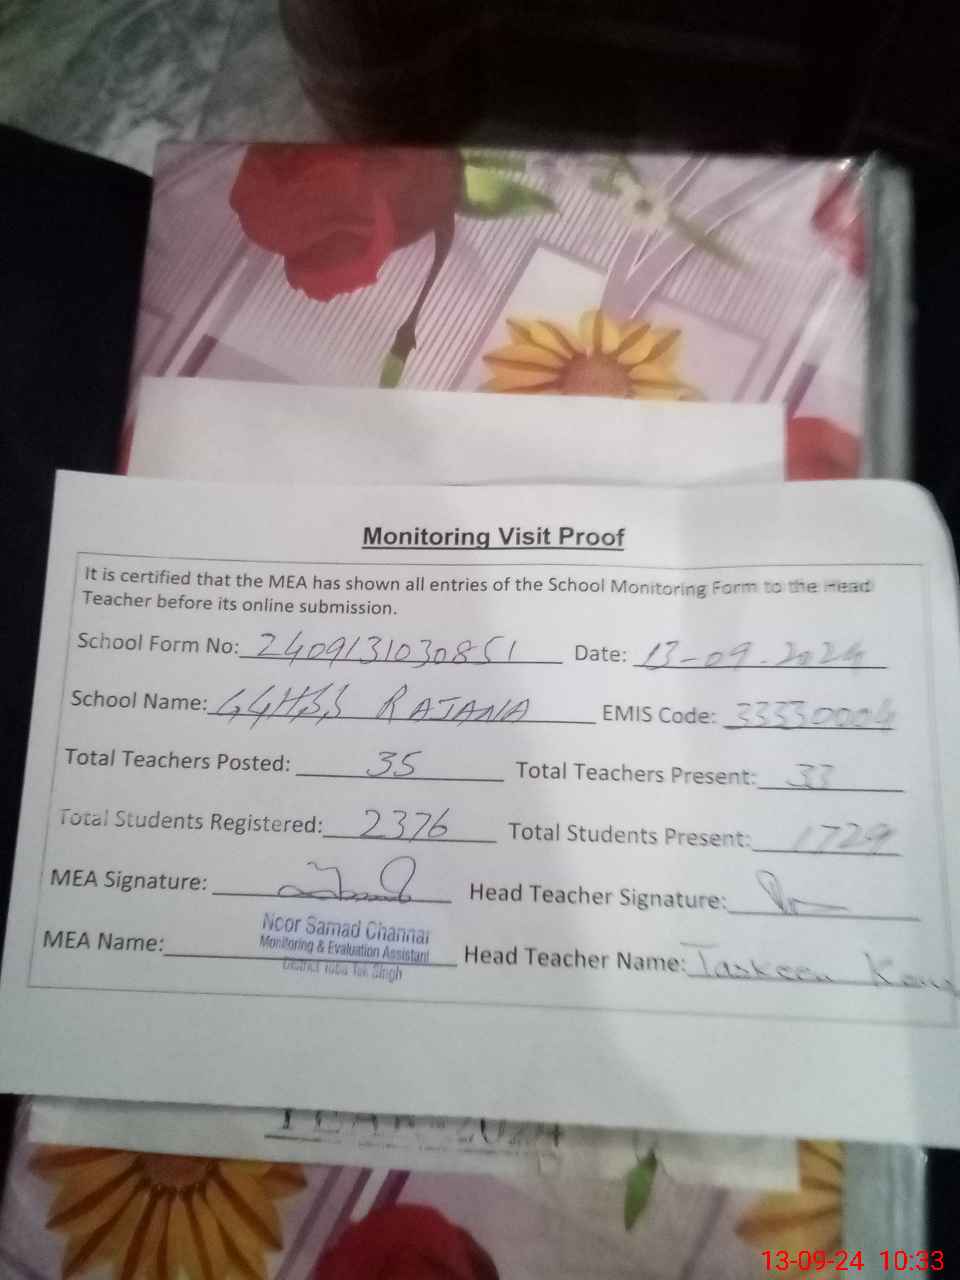 Monitoring Visit Proof
It is certified that the MEA has shown all entries of the School Monitoring Form to the Head
Teacher before its online submission.
School Form No: 2409131030851 Date: 13-09-2024
School Name: GGHSS RAJANA EMIS Code: 33330004
Total Teachers Posted: 35 Total Teachers Present: 33
Total Students Registered: 2376 Total Students Present: 1729
MEA Signature: Head Teacher Signature:
Noor Samad Channar
Monitoring & Evaluation Assistant
District Toba Tek Singh
MEA Name: Head Teacher Name: Taskeen
2024
13-09-24 10:33